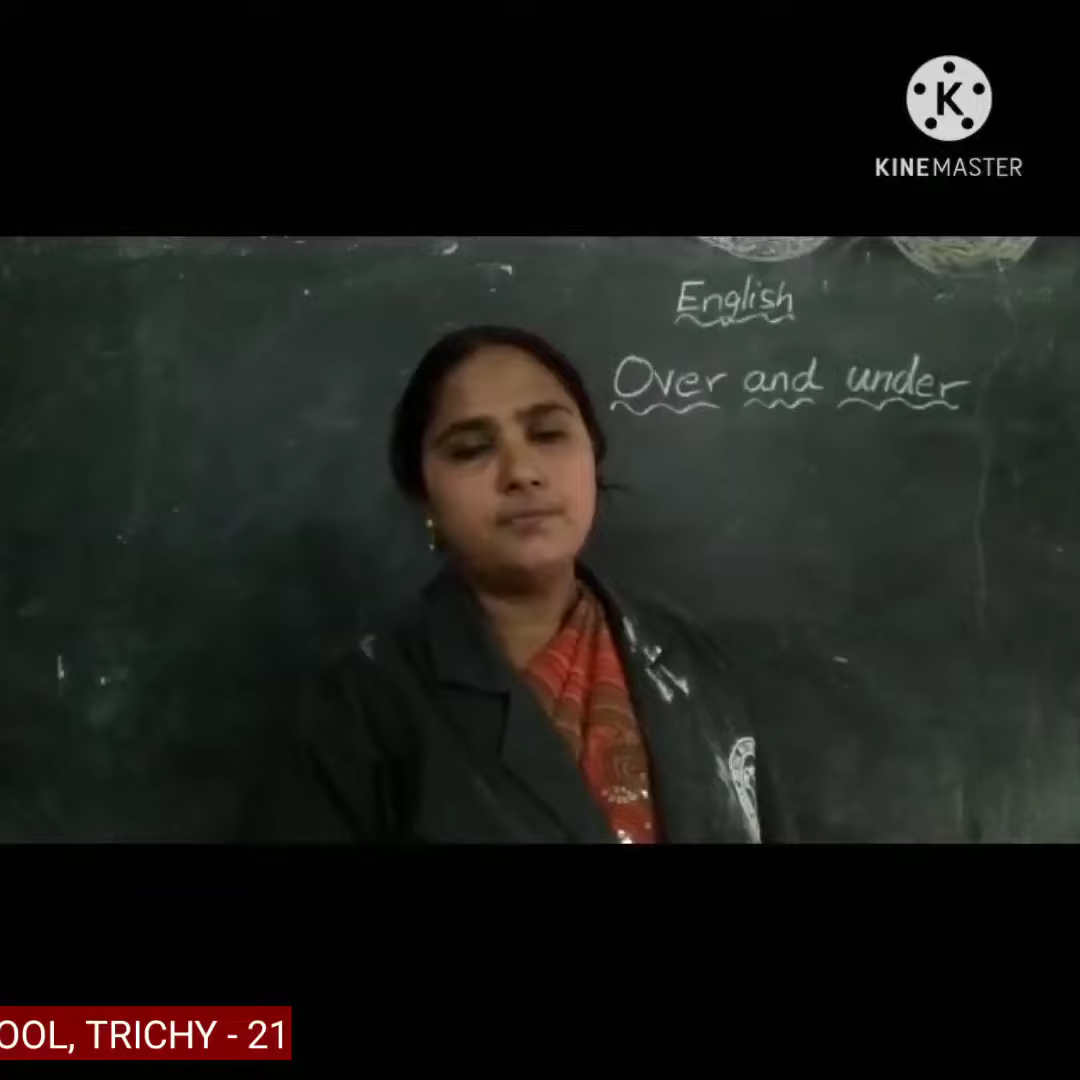 K
KINEMASTER
English
Over and under
OOL, TRICHY - 21